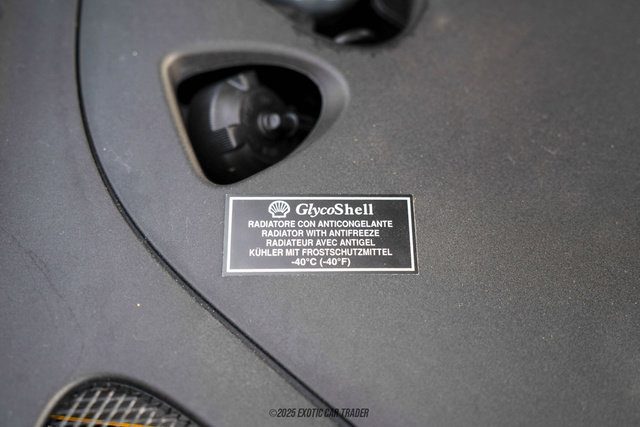 GlycoShell
RADIATORE CON ANTICONGELANTE
RADIATOR WITH ANTIFREEZE
RADIATEUR AVEC ANTIGEL
KÜHLER MIT FROSTSCHUTZMITTEL
-40°C (-40°F)
©2025 EXOTIC CAR TRADER